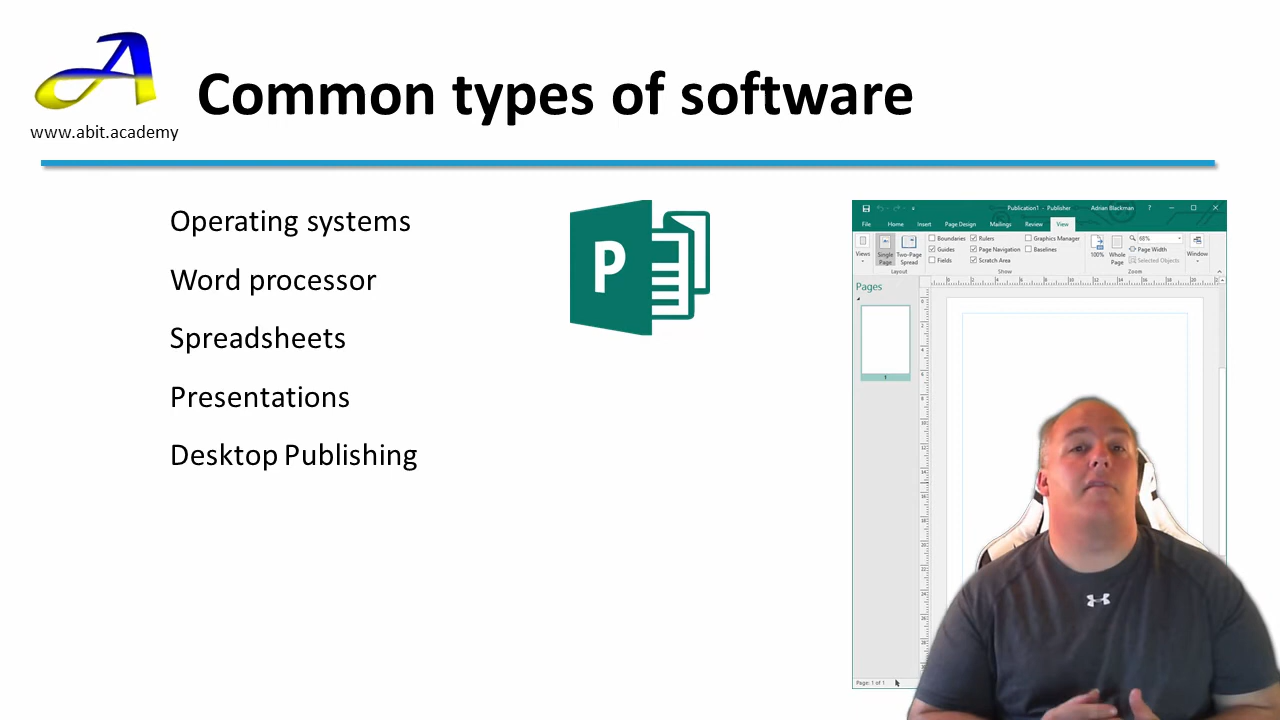 www.abit.academy
Common types of software
Operating systems
Word processor
Spreadsheets
Presentations
Desktop Publishing
P
Publication1 - Publisher
Adrian Blackman
?
File Home Insert Page Design Mailings Review View
Views
Single Page
Two-Page Spread
Layout
Boundaries
Guides
Fields
Rulers
Page Navigation
Scratch Area
Graphics Manager
Baselines
Show
100%
Whole Page
68%
Page Width
Selected Objects
Zoom
Window
Pages
1
Page: 1 of 1